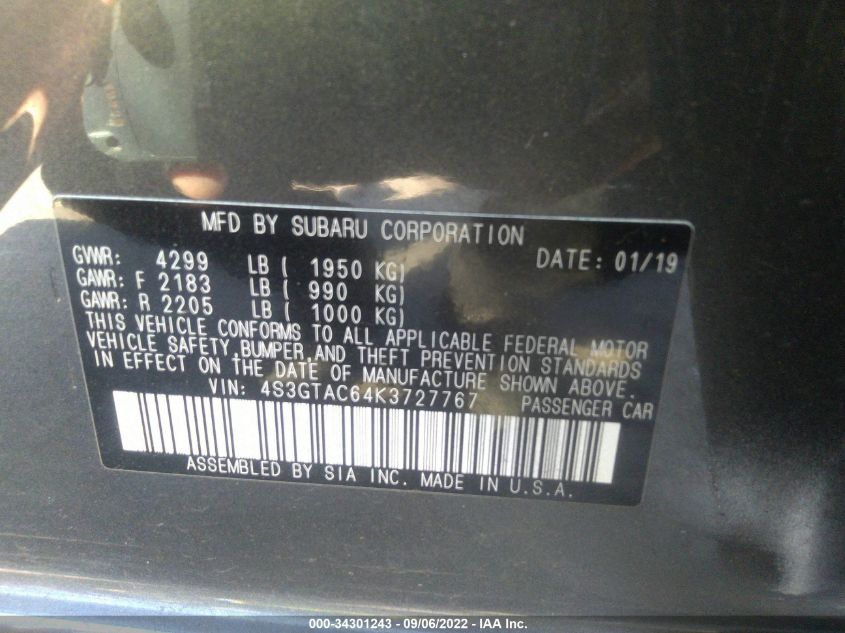 MFD BY SUBARU CORPORATION
GVWR: 4299 LB ( 1950 KG) DATE: 01/19
GAWR: F 2183 LB ( 990 KG)
GAWR: R 2205 LB ( 1000 KG)
THIS VEHICLE CONFORMS TO ALL APPLICABLE FEDERAL MOTOR
VEHICLE SAFETY,BUMPER,AND THEFT PREVENTION STANDARDS
IN EFFECT ON THE DATE OF MANUFACTURE SHOWN ABOVE.
VIN: 4S3GTAC64K3727767 PASSENGER CAR
ASSEMBLED BY SIA INC. MADE IN U.S.A.
000-34301243 - 09/06/2022 - IAA Inc.